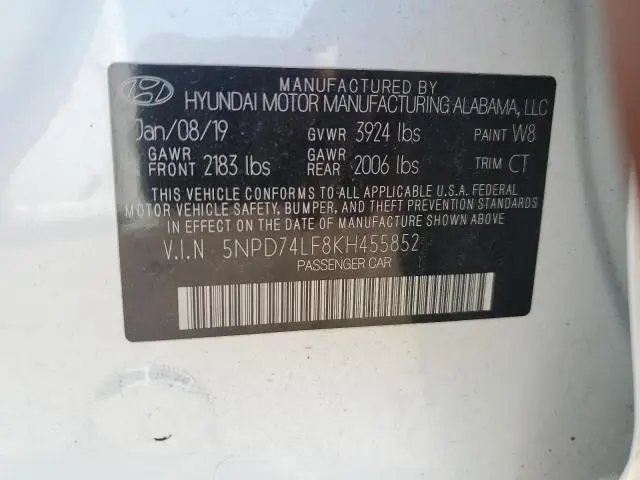 MANUFACTURED BY
HYUNDAI MOTOR MANUFACTURING ALABAMA, LLC
Jan/08/19 GVWR 3924 lbs PAINT W8
GAWR FRONT 2183 lbs GAWR REAR 2006 lbs TRIM CT
THIS VEHICLE CONFORMS TO ALL APPLICABLE U.S.A. FEDERAL
MOTOR VEHICLE SAFETY, BUMPER, AND THEFT PREVENTION STANDARDS
IN EFFECT ON THE DATE OF MANUFACTURE SHOWN ABOVE.
V.I.N 5NPD74LF8KH455852
PASSENGER CAR